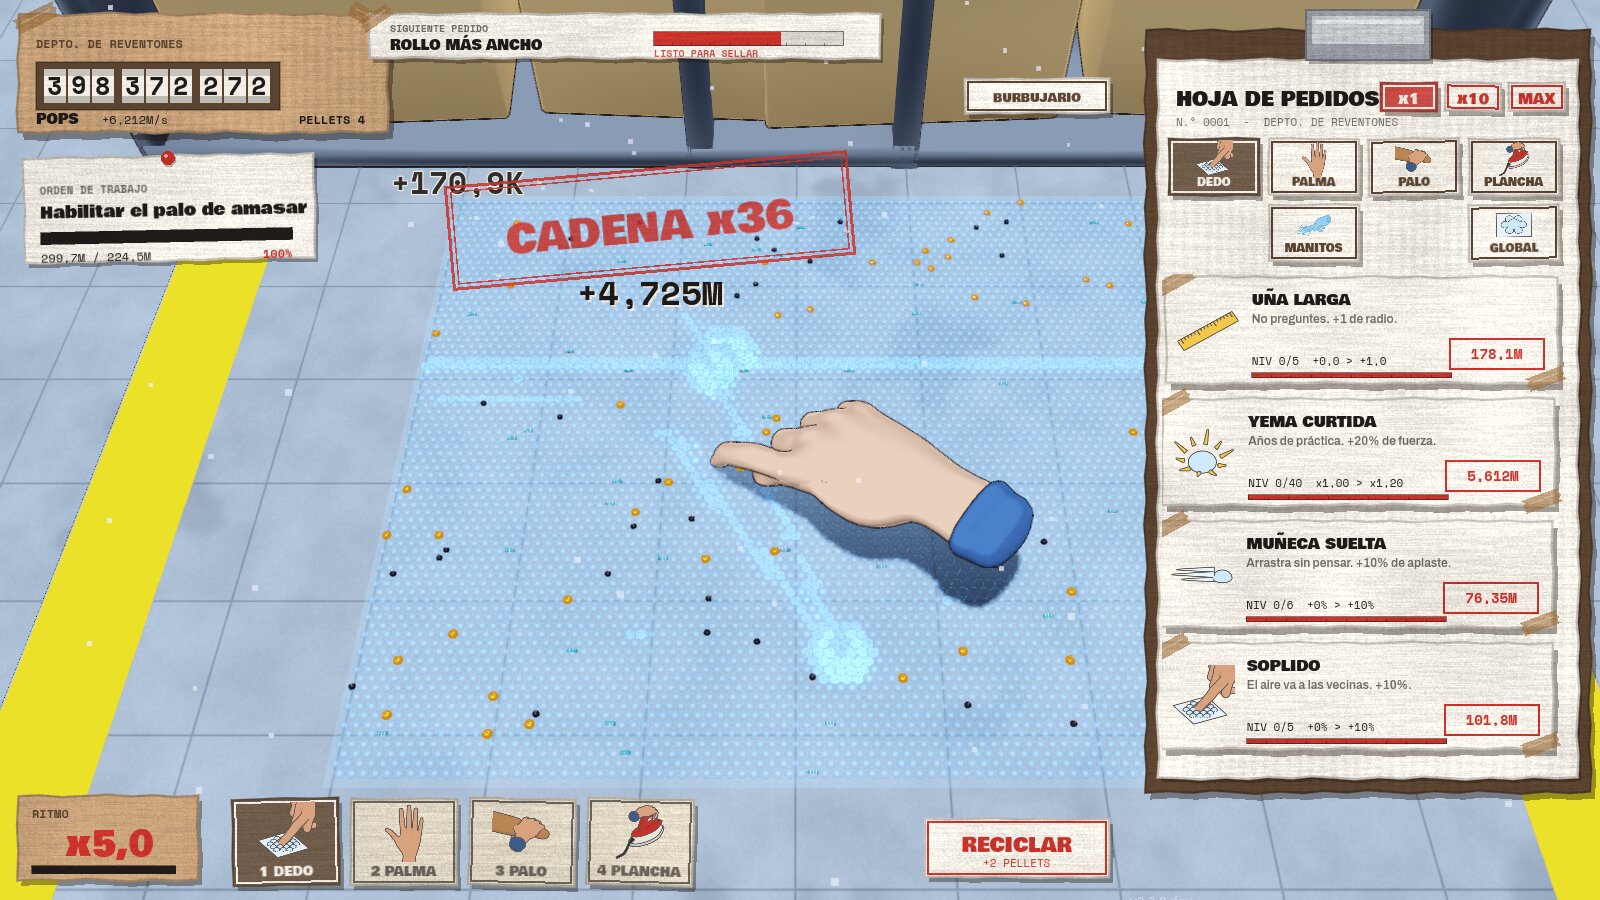 DEPTO. DE REVENTONES
398 372 272
POPS +6,212M/s PELLETS 4
SIGUIENTE PEDIDO
ROLLO MÁS ANCHO
LISTO PARA SELLAR
BURBUJARIO
ORDEN DE TRABAJO
Habilitar el palo de amasar
299,7M / 224,5M 100%
+170,9K
CADENA x36
+4,725M
HOJA DE PEDIDOS x1 x10 MAX
N.° 0001 - DEPTO. DE REVENTONES
DEDO PALMA PALO PLANCHA
MANITOS GLOBAL
UÑA LARGA
No preguntes. +1 de radio.
NIV 0/5 +0,0 > +1,0 178,1M
YEMA CURTIDA
Años de práctica. +20% de fuerza.
NIV 0/40 x1,00 > x1,20 5,612M
MUÑECA SUELTA
Arrastra sin pensar. +10% de aplaste.
NIV 0/6 +0% > +10% 76,35M
SOPLIDO
El aire va a las vecinas. +10%.
NIV 0/5 +0% > +10% 101,8M
RITMO
x5,0
1 DEDO 2 PALMA 3 PALO 4 PLANCHA
RECICLAR
+2 PELLETS